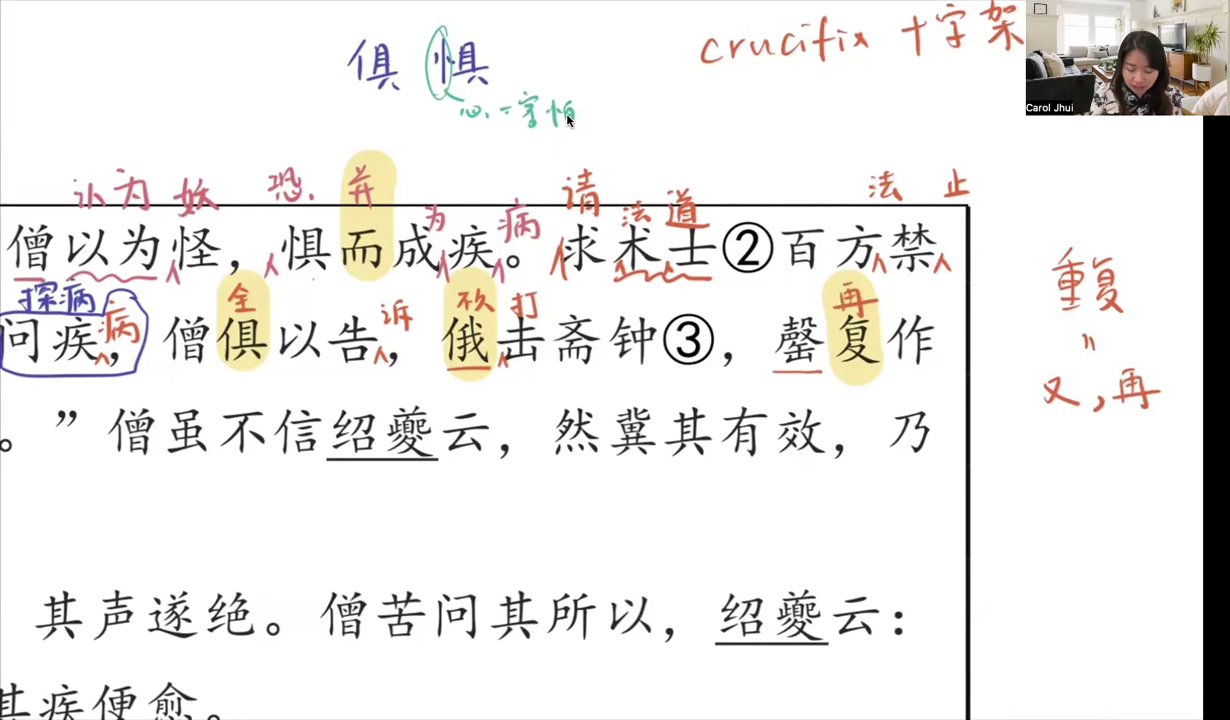 俱 惧
心 = 害怕
crucifix 十字架
Carol Jhui
认为 妖 恐 并 为 病 请 法 道 法 止
僧以为怪，惧而成疾。求术士②百方禁
探病 病 全 诉 打 再
问疾，僧俱以告，俄击斋钟③，罄复作
。”僧虽不信绍夔云，然冀其有效，乃
其声遂绝。僧苦问其所以，绍夔云：
其疾便愈。
重复
=
又，再